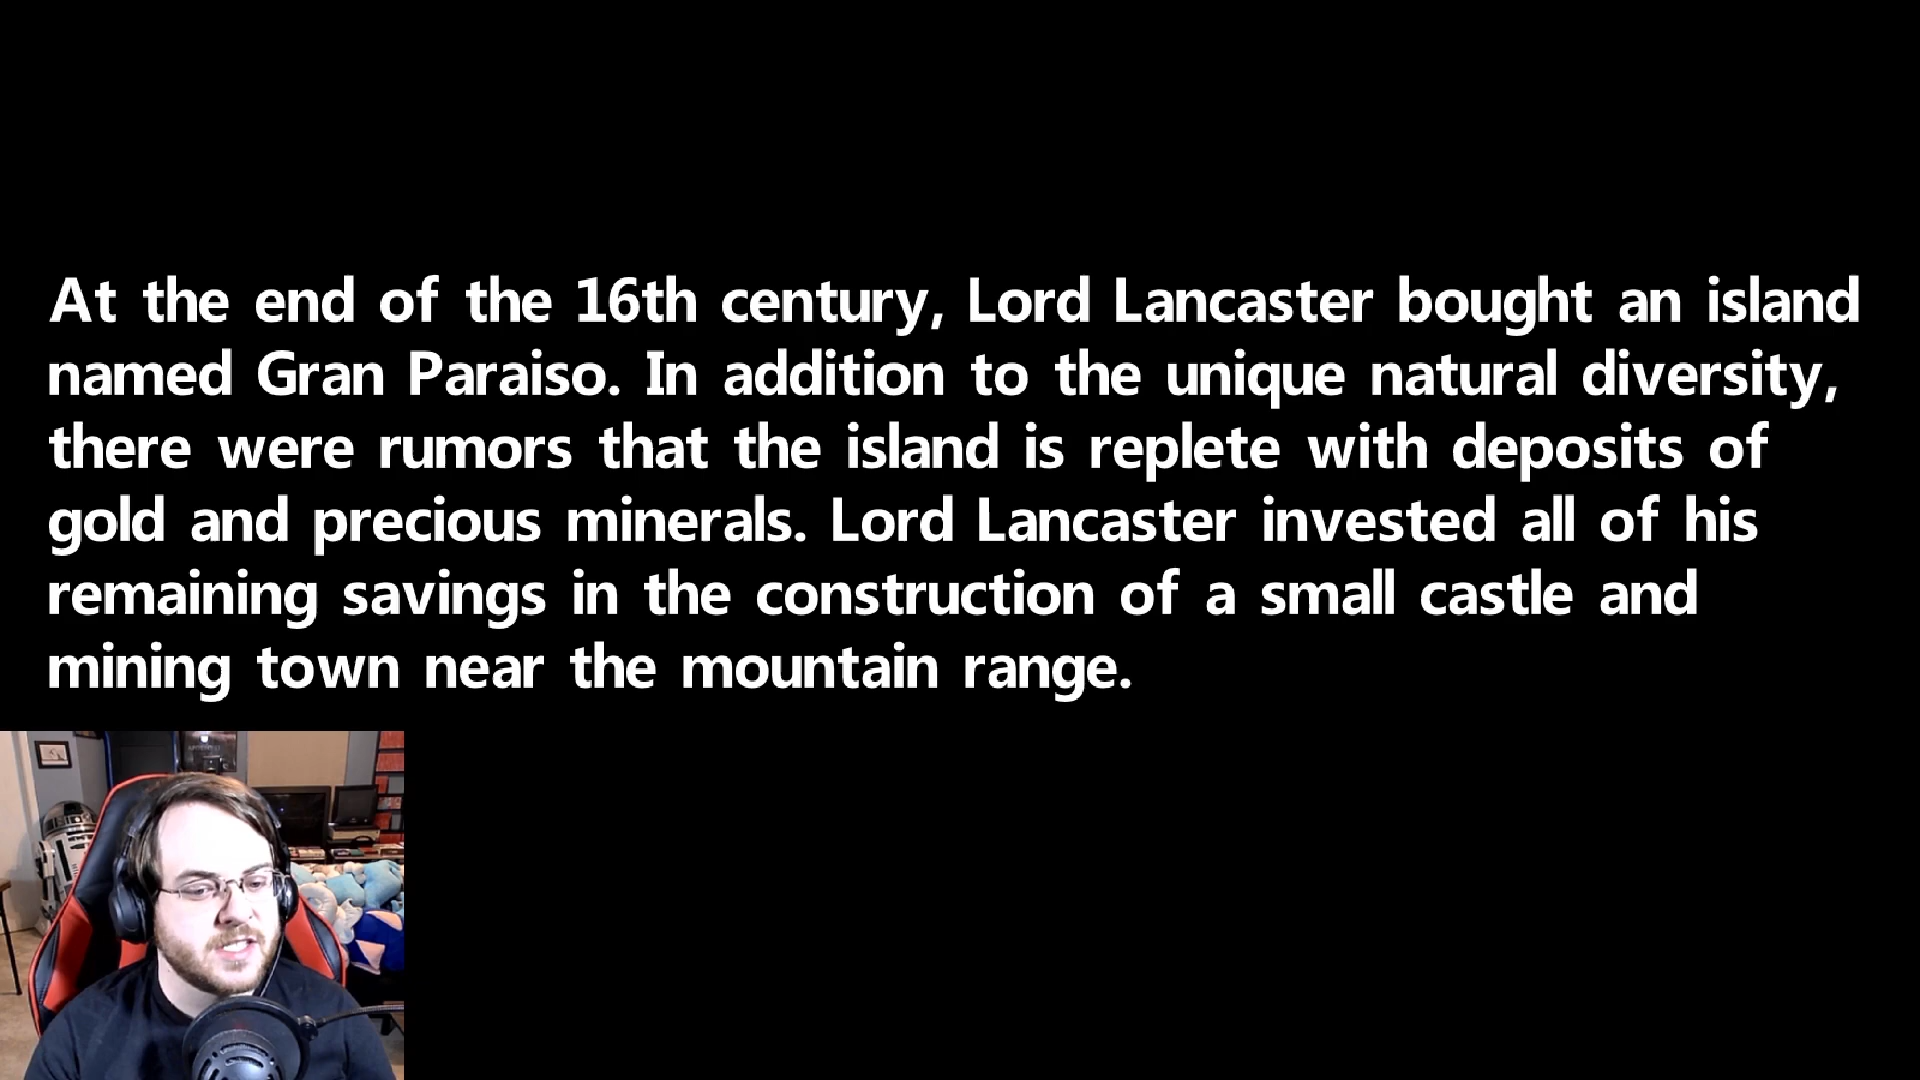 At the end of the 16th century, Lord Lancaster bought an island
named Gran Paraiso. In addition to the unique natural diversity,
there were rumors that the island is replete with deposits of
gold and precious minerals. Lord Lancaster invested all of his
remaining savings in the construction of a small castle and
mining town near the mountain range.